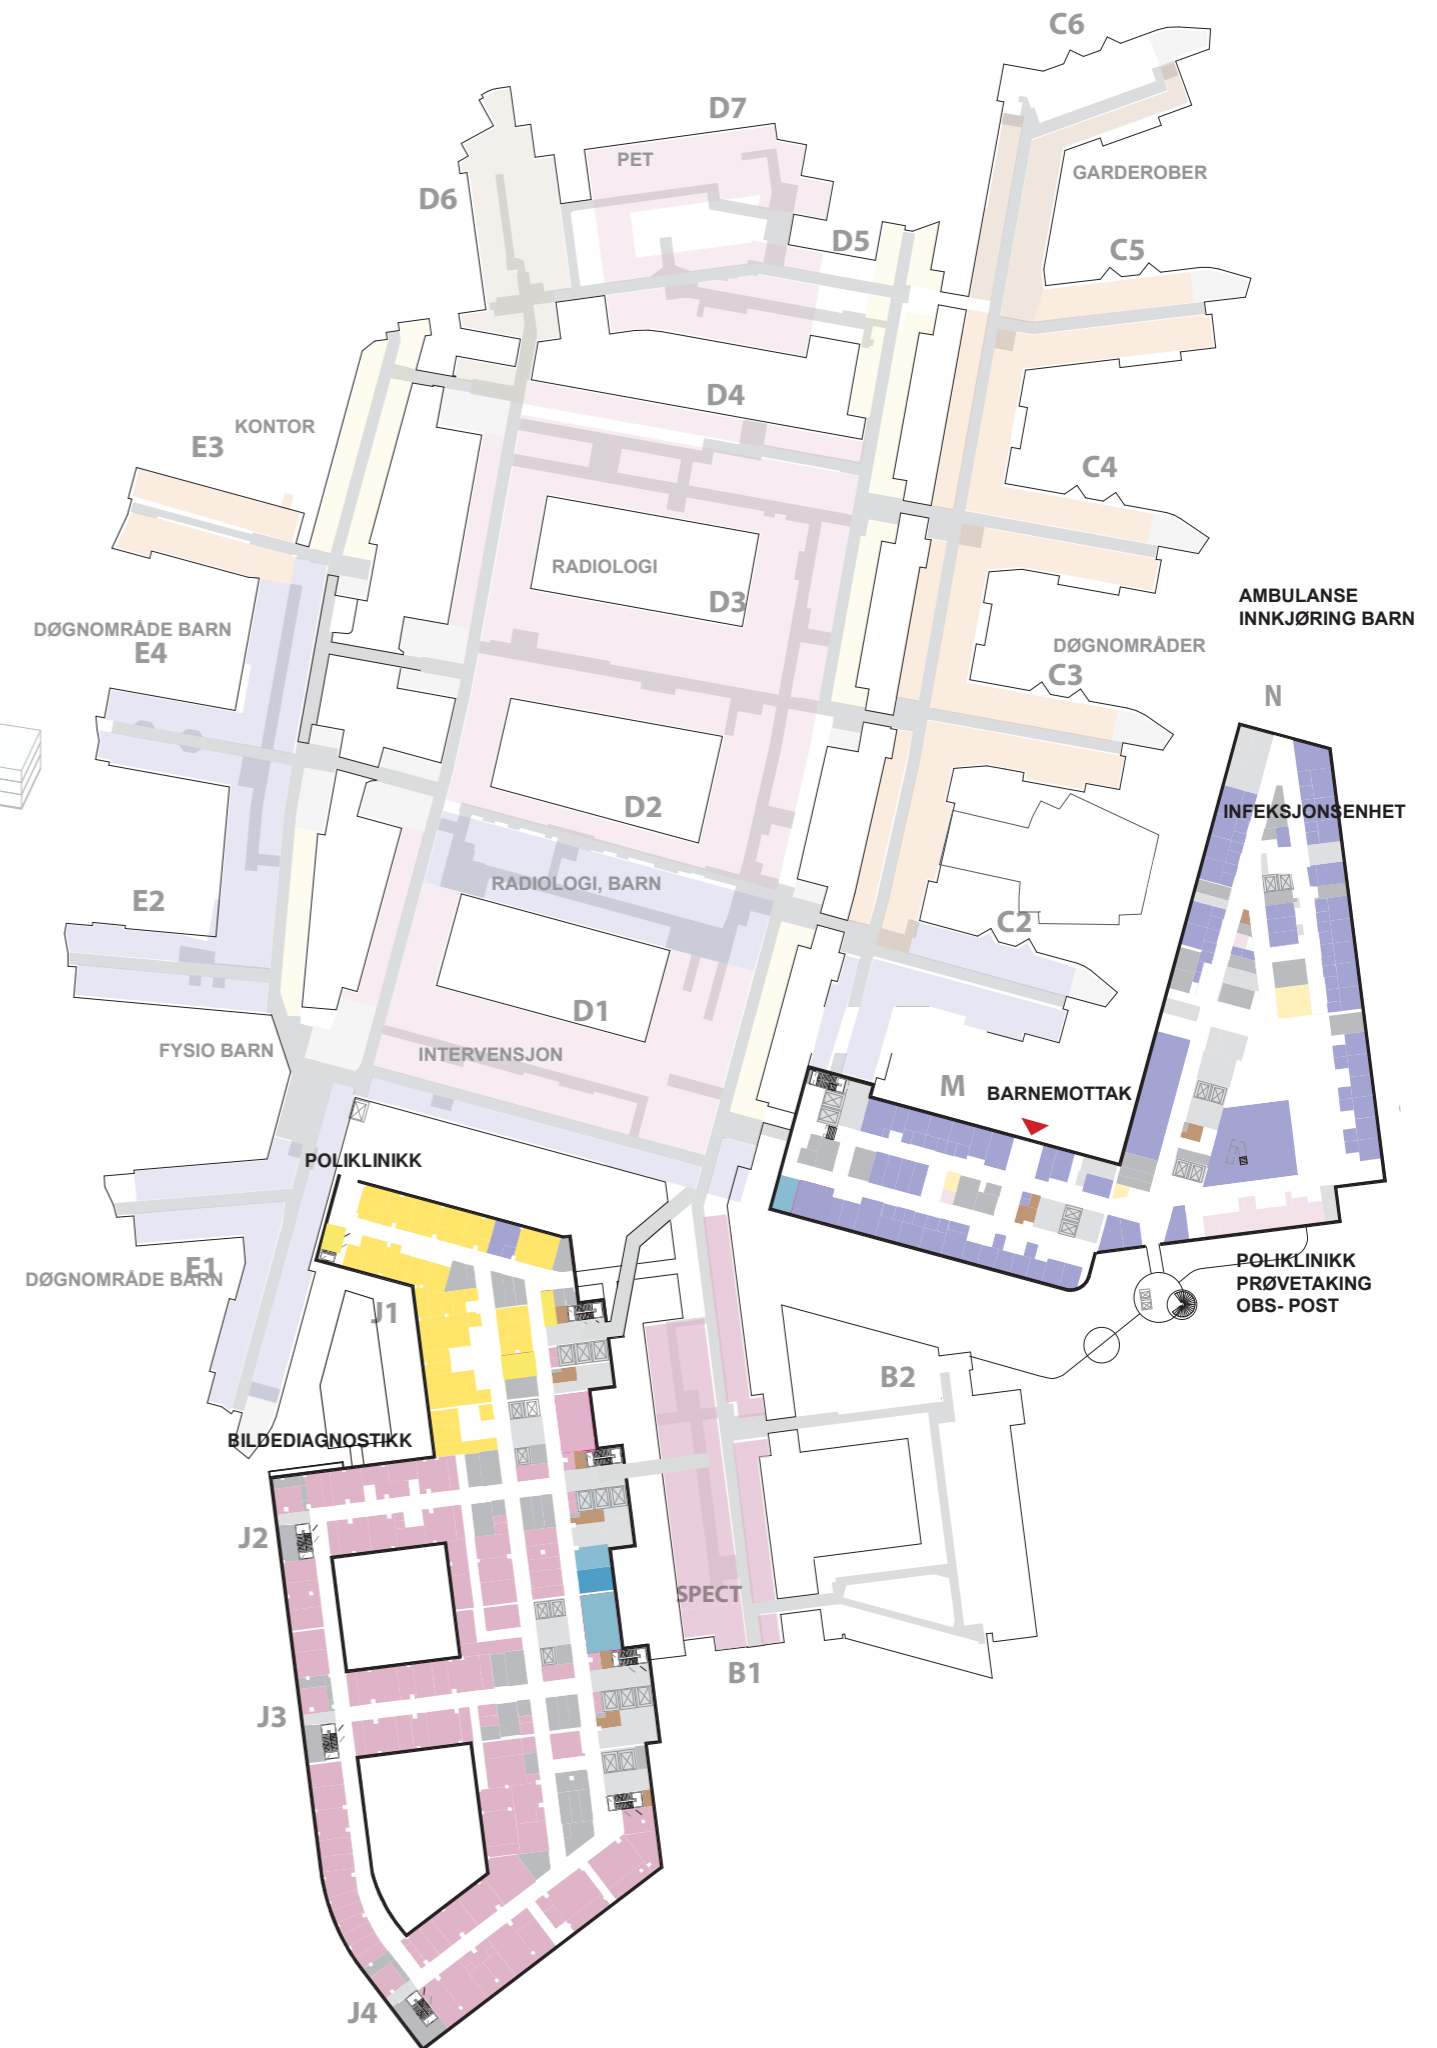 C6
D7
PET
GARDEROBER
D6
D5
C5
D4
KONTOR
E3
C4
RADIOLOGI
D3
AMBULANSE
INNKJØRING BARN
DØGNOMRÅDE BARN
E4
DØGNOMRÅDER
C3
N
D2
INFEKSJONSENHET
RADIOLOGI, BARN
E2
C2
D1
FYSIO BARN
INTERVENSJON
M
BARNEMOTTAK
POLIKLINIKK
DØGNOMRÅDE BARN
E1
POLIKLINIKK
PRØVETAKING
OBS- POST
J1
B2
BILDEDIAGNOSTIKK
J2
SPECT
B1
J3
J4